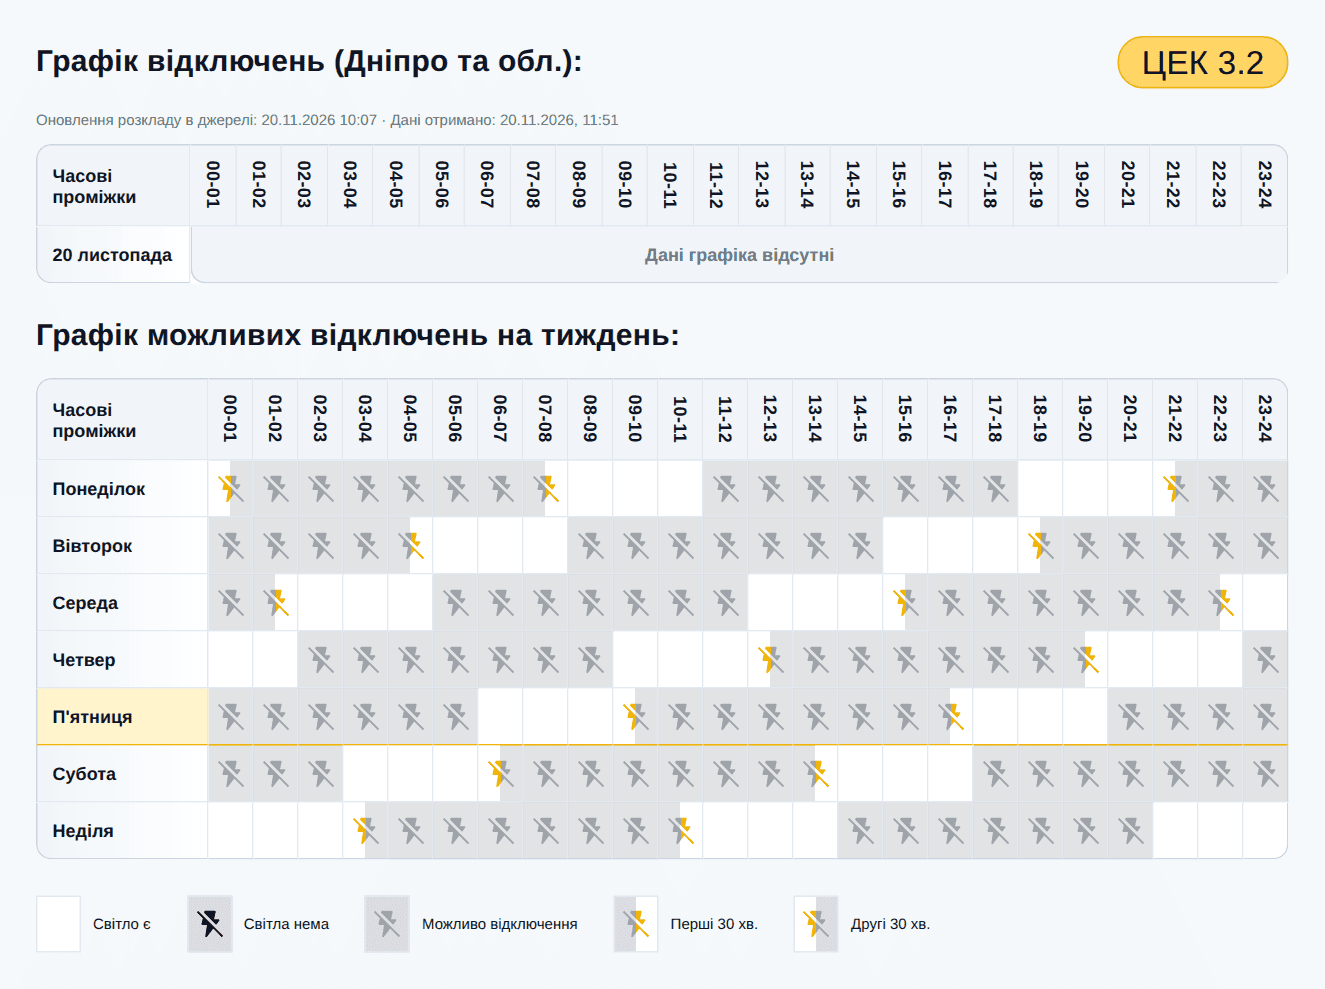 Графік відключень (Дніпро та обл.):
ЦЕК 3.2
Оновлення розкладу в джерелі: 20.11.2026 10:07 · Дані отримано: 20.11.2026, 11:51
Часові проміжки 00-01 01-02 02-03 03-04 04-05 05-06 06-07 07-08 08-09 09-10 10-11 11-12 12-13 13-14 14-15 15-16 16-17 17-18 18-19 19-20 20-21 21-22 22-23 23-24
20 листопада Дані графіка відсутні
Графік можливих відключень на тиждень:
Часові проміжки 00-01 01-02 02-03 03-04 04-05 05-06 06-07 07-08 08-09 09-10 10-11 11-12 12-13 13-14 14-15 15-16 16-17 17-18 18-19 19-20 20-21 21-22 22-23 23-24
Понеділок
Вівторок
Середа
Четвер
П'ятниця
Субота
Неділя
Світло є Світла нема Можливо відключення Перші 30 хв. Другі 30 хв.